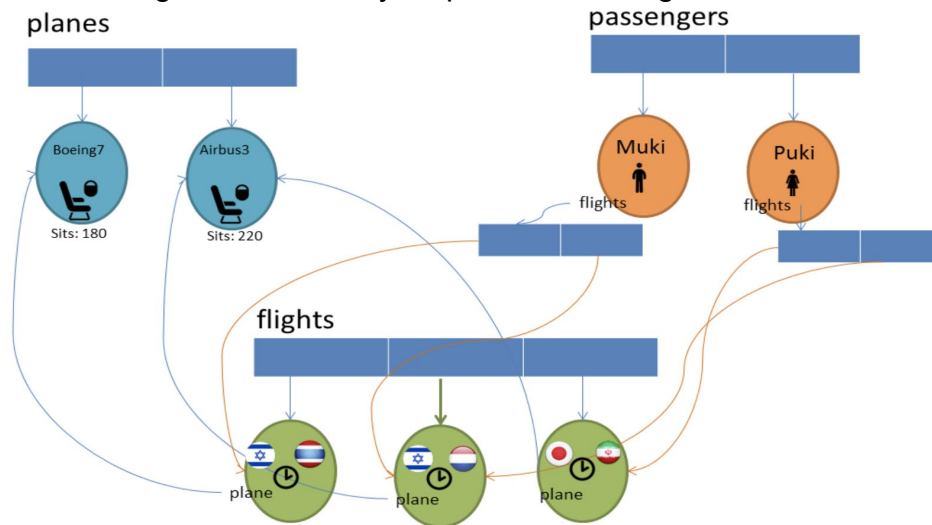 planes
passengers
Boeing7
Airbus3
Muki
Puki
flights
flights
Sits: 180
Sits: 220
flights
plane
plane
plane